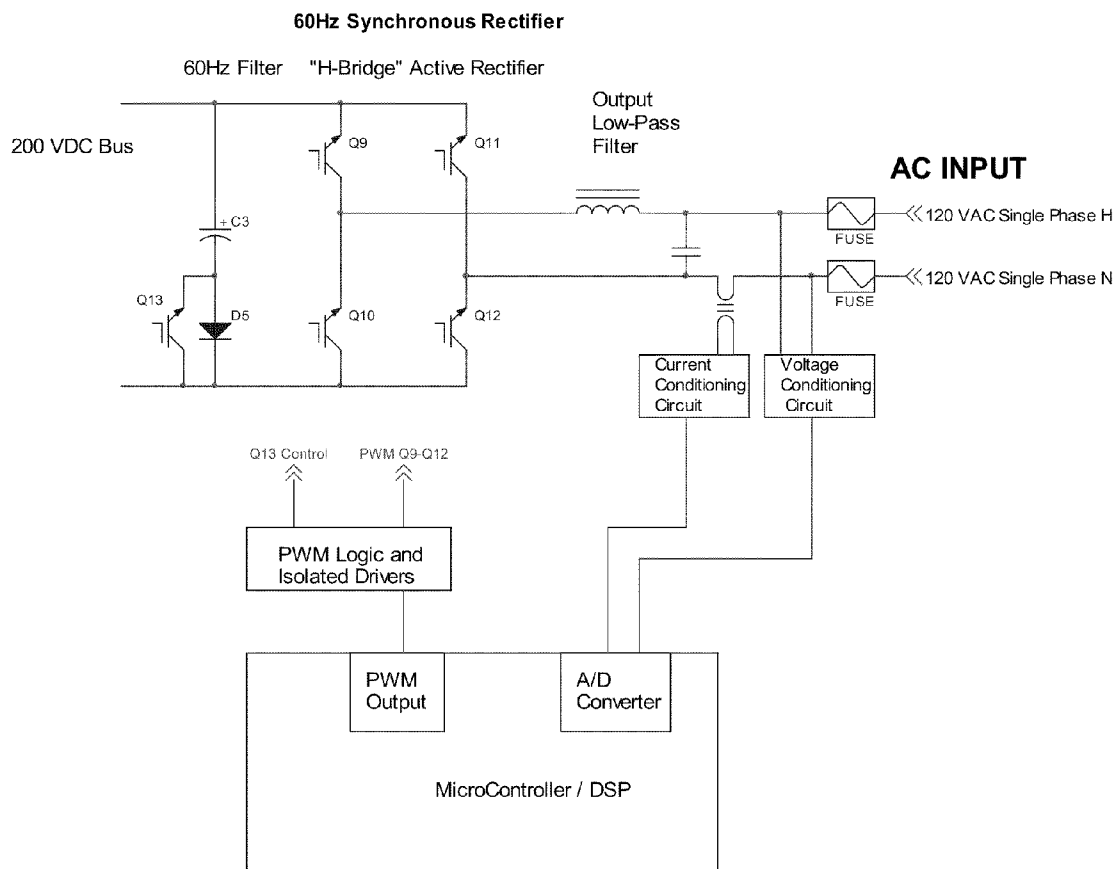 60Hz Synchronous Rectifier
60Hz Filter "H-Bridge" Active Rectifier
200 VDC Bus
Q9
Q11
Output
Low-Pass
Filter
AC INPUT
+
C3
120 VAC Single Phase H
FUSE
120 VAC Single Phase N
FUSE
Q13
D5
Q10
Q12
Current
Conditioning
Circuit
Voltage
Conditioning
Circuit
Q13 Control
PWM Q9-Q12
PWM Logic and
Isolated Drivers
PWM
Output
A/D
Converter
MicroController / DSP